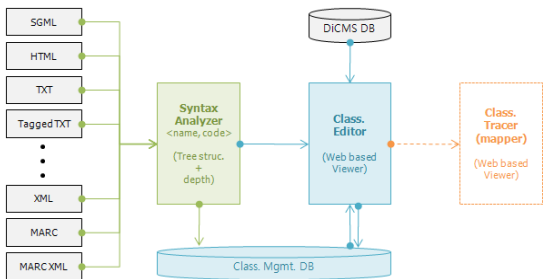 SGML
HTML
TXT
Tagged TXT
XML
MARC
MARC XML
Syntax
Analyzer
<name, code>
(Tree struc.
+
depth)
DiCMS DB
Class.
Editor
(Web based
Viewer)
Class.
Tracer
(mapper)
(Web based
Viewer)
Class. Mgmt. DB